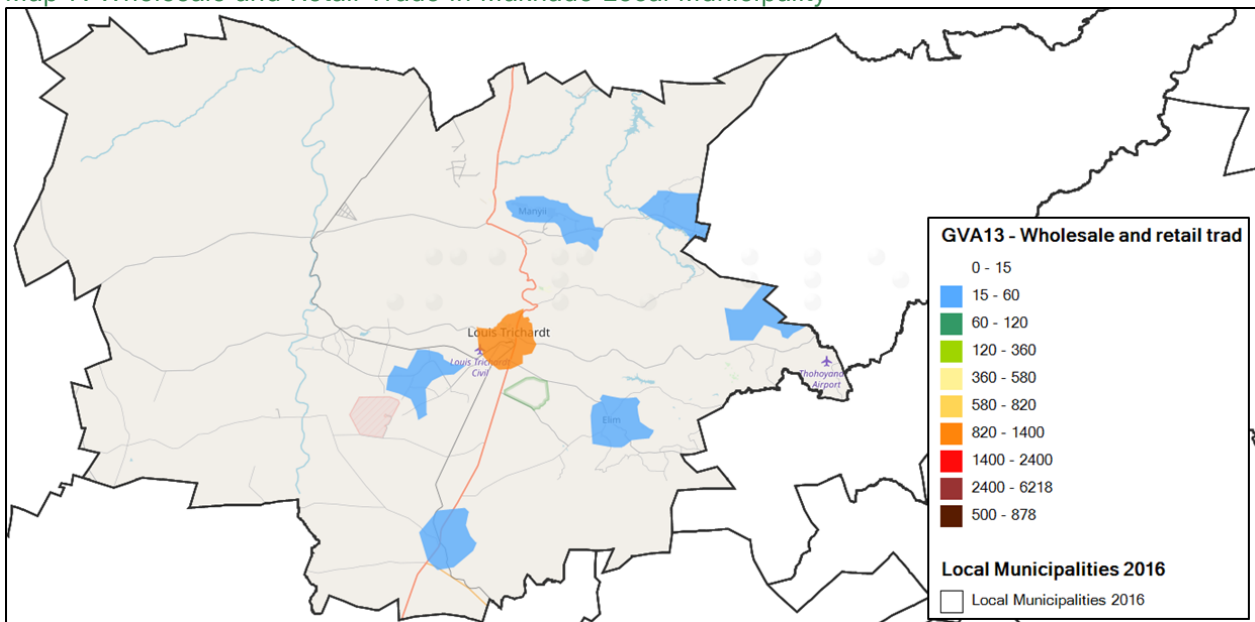 Manyii
Louis Trichardt
Louis Trichardt
Civil
Thohoyand
Airport
Elim
GVA13 - Wholesale and retail trad
0 - 15
15 - 60
60 - 120
120 - 360
360 - 580
580 - 820
820 - 1400
1400 - 2400
2400 - 6218
500 - 878
Local Municipalities 2016
Local Municipalities 2016